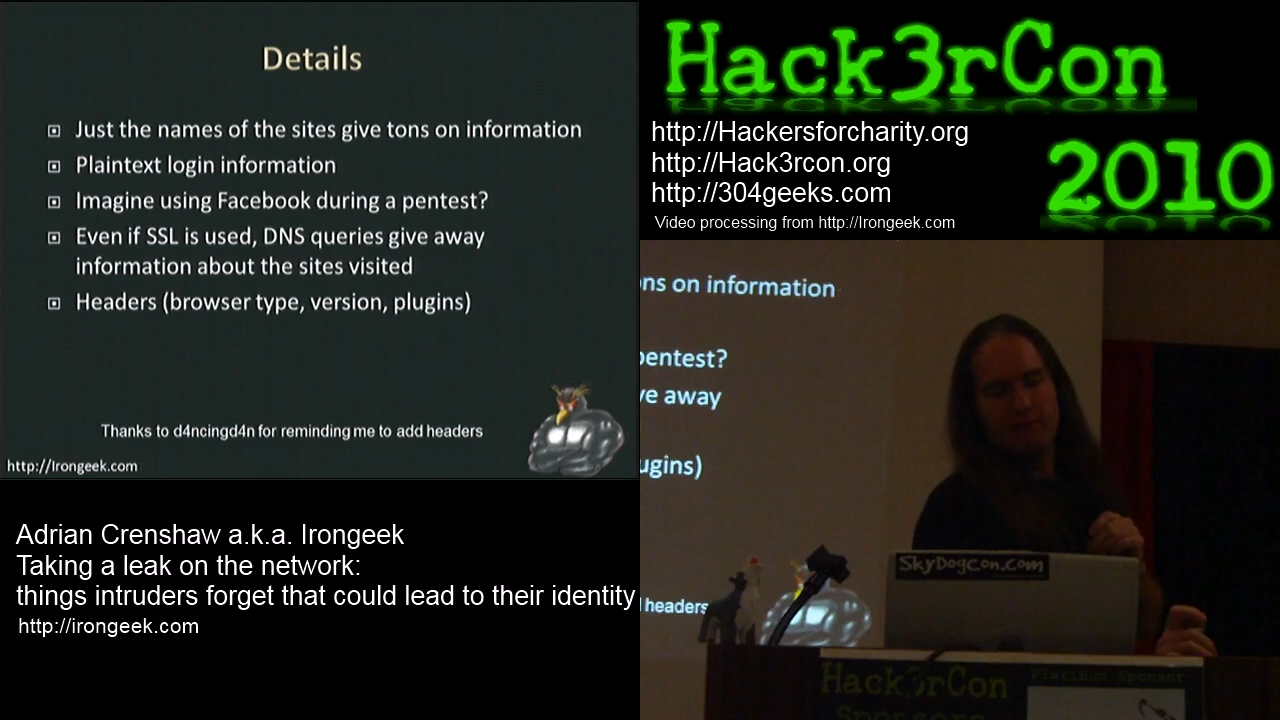 Details
Just the names of the sites give tons on information
Plaintext login information
Imagine using Facebook during a pentest?
Even if SSL is used, DNS queries give away
information about the sites visited
Headers (browser type, version, plugins)
Thanks to d4ncingd4n for reminding me to add headers
http://Irongeek.com
Hack3rCon
http://Hackersforcharity.org
http://Hack3rcon.org
http://304geeks.com
2010
Video processing from http://Irongeek.com
Adrian Crenshaw a.k.a. Irongeek
Taking a leak on the network:
things intruders forget that could lead to their identity
http://irongeek.com
ons on information
pentest?
ve away
ugins)
headers
SkyDogCon.com
Hack3rCon
Platinum Sponsor
Sponsors